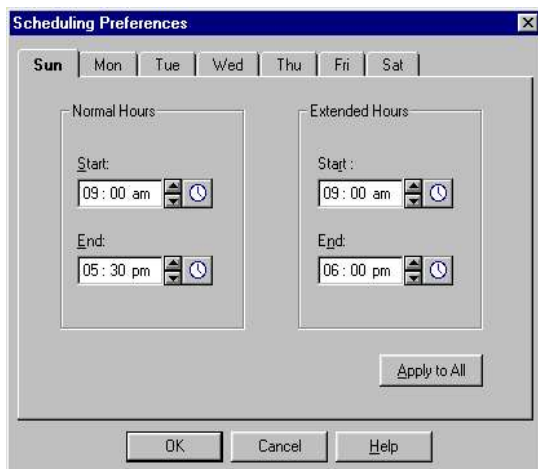 Scheduling Preferences
Sun Mon Tue Wed Thu Fri Sat
Normal Hours
Start:
09 : 00 am
End:
05 : 30 pm
Extended Hours
Start :
09 : 00 am
End:
06 : 00 pm
Apply to All
OK Cancel Help